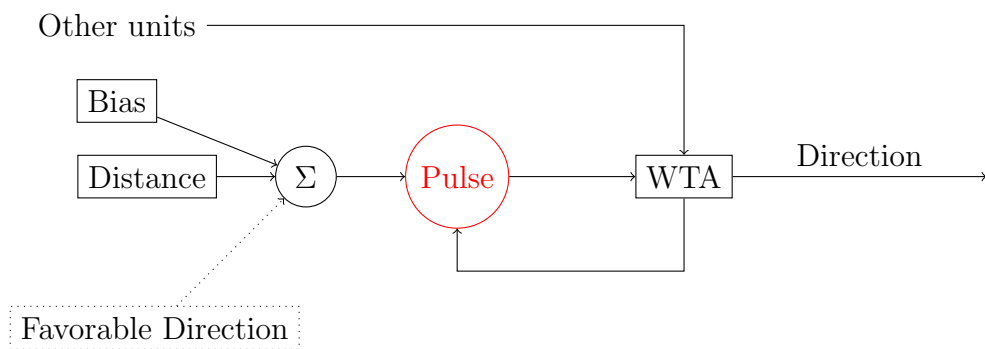 Other units
Bias
Distance
Σ
Pulse
WTA
Direction
Favorable Direction